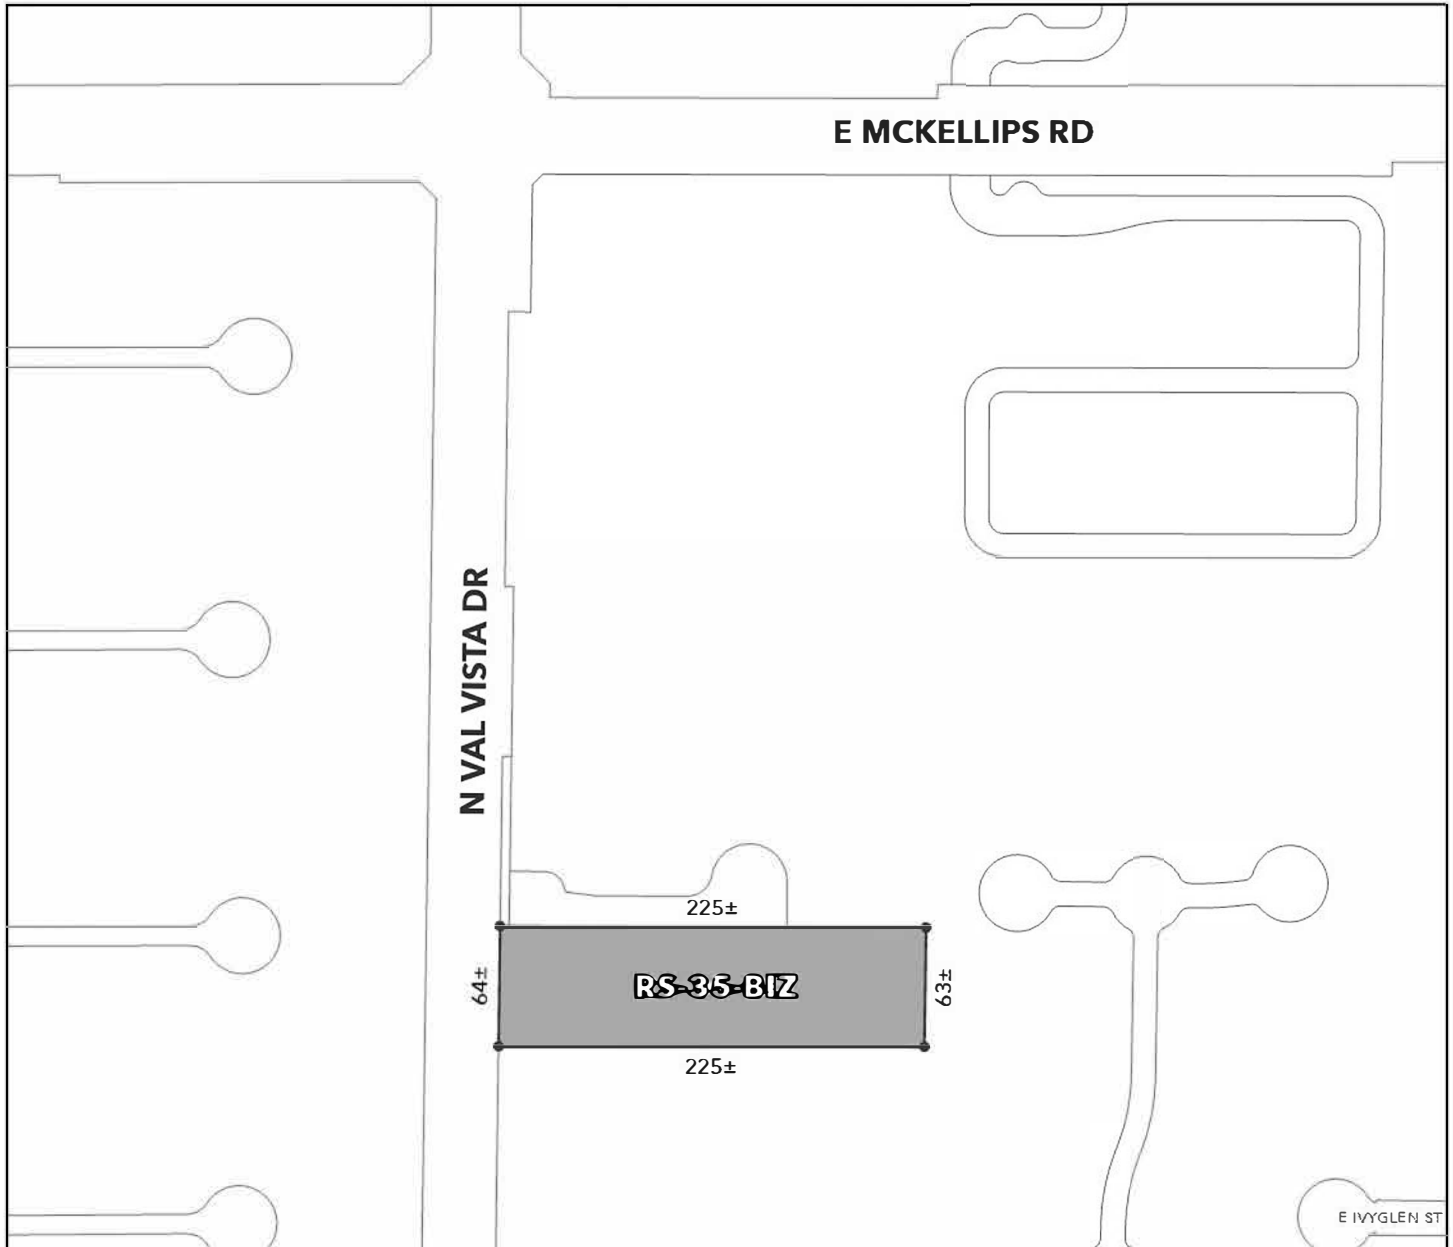 E MCKELLIPS RD
N VAL VISTA DR
225±
64±
RS-35-BIZ
63±
225±
E IVYGLEN ST